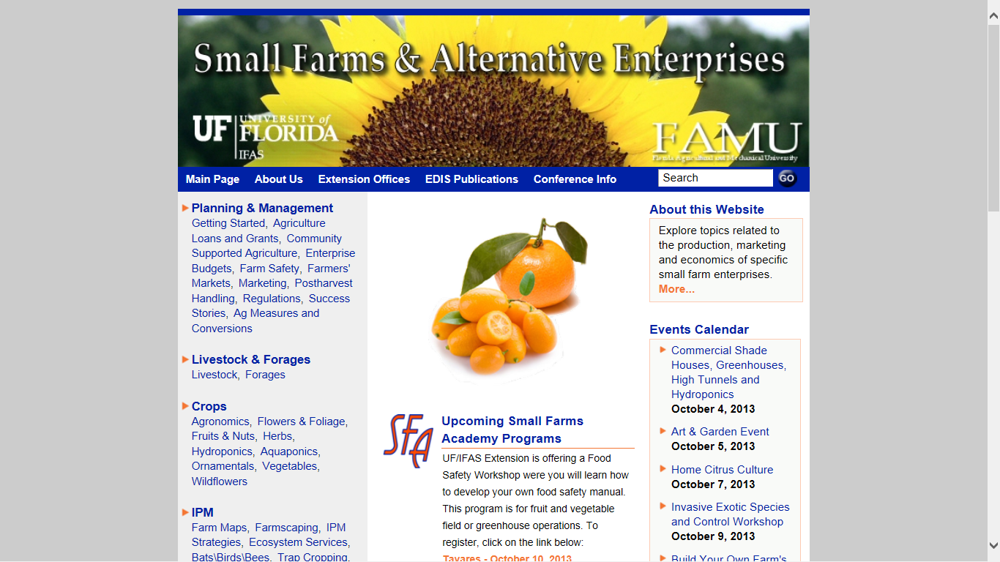 Small Farms & Alternative Enterprises
UF UNIVERSITY of
FLORIDA
IFAS
FAMU
Florida Agricultural and Mechanical University
Main Page About Us Extension Offices EDIS Publications Conference Info Search GO
Planning & Management
Getting Started, Agriculture
Loans and Grants, Community
Supported Agriculture, Enterprise
Budgets, Farm Safety, Farmers'
Markets, Marketing, Postharvest
Handling, Regulations, Success
Stories, Ag Measures and
Conversions
Livestock & Forages
Livestock, Forages
Crops
Agronomics, Flowers & Foliage,
Fruits & Nuts, Herbs,
Hydroponics, Aquaponics,
Ornamentals, Vegetables,
Wildflowers
IPM
Farm Maps, Farmscaping, IPM
Strategies, Ecosystem Services,
Bats\Birds\Bees, Trap Cropping,
SFA
Upcoming Small Farms
Academy Programs
UF/IFAS Extension is offering a Food
Safety Workshop were you will learn how
to develop your own food safety manual.
This program is for fruit and vegetable
field or greenhouse operations. To
register, click on the link below:
Tavares - October 10, 2013
About this Website
Explore topics related to
the production, marketing
and economics of specific
small farm enterprises.
More...
Events Calendar
Commercial Shade
Houses, Greenhouses,
High Tunnels and
Hydroponics
October 4, 2013
Art & Garden Event
October 5, 2013
Home Citrus Culture
October 7, 2013
Invasive Exotic Species
and Control Workshop
October 9, 2013
Build Your Own Farm's